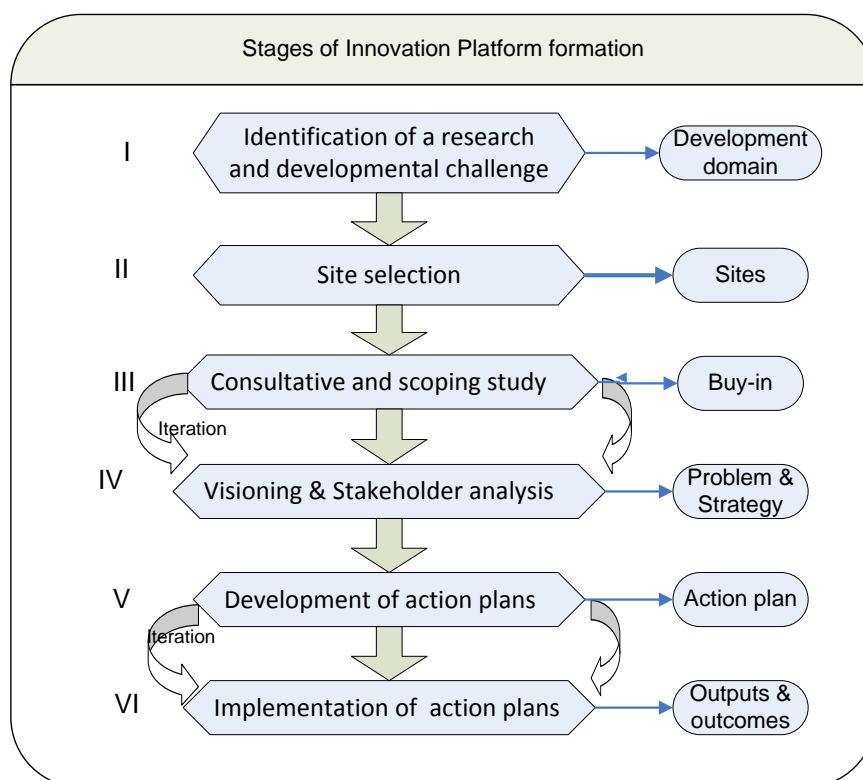 Stages of Innovation Platform formation
I
Identification of a research
and developmental challenge
Development
domain
II
Site selection
Sites
III
Consultative and scoping study
Buy-in
Iteration
IV
Visioning & Stakeholder analysis
Problem &
Strategy
V
Development of action plans
Action plan
Iteration
VI
Implementation of action plans
Outputs &
outcomes